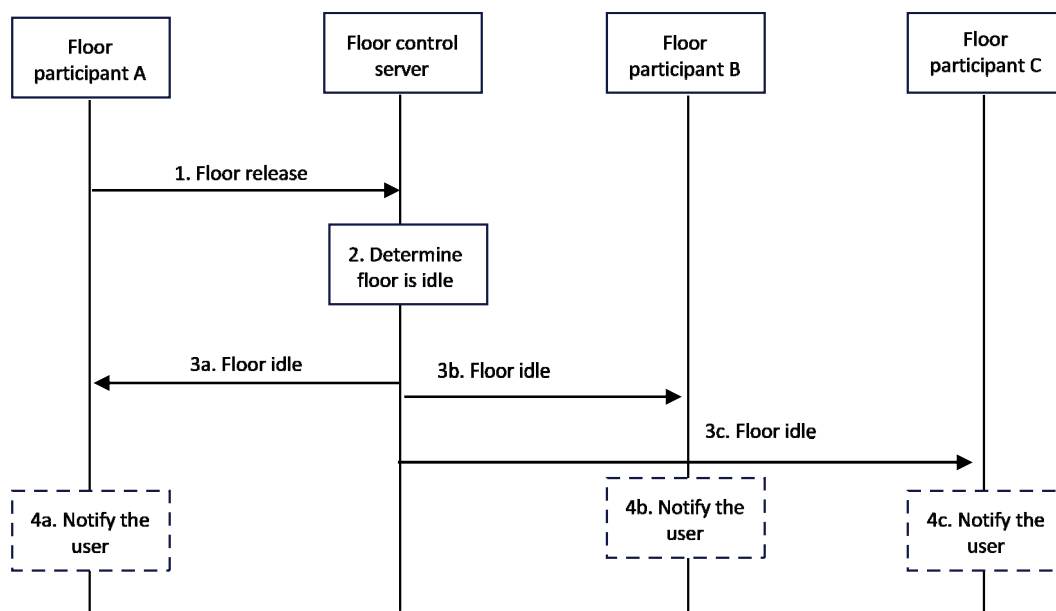 Floor
participant A
Floor control
server
Floor
participant B
Floor
participant C
1. Floor release
2. Determine
floor is idle
3a. Floor idle
3b. Floor idle
3c. Floor idle
4a. Notify the
user
4b. Notify the
user
4c. Notify the
user